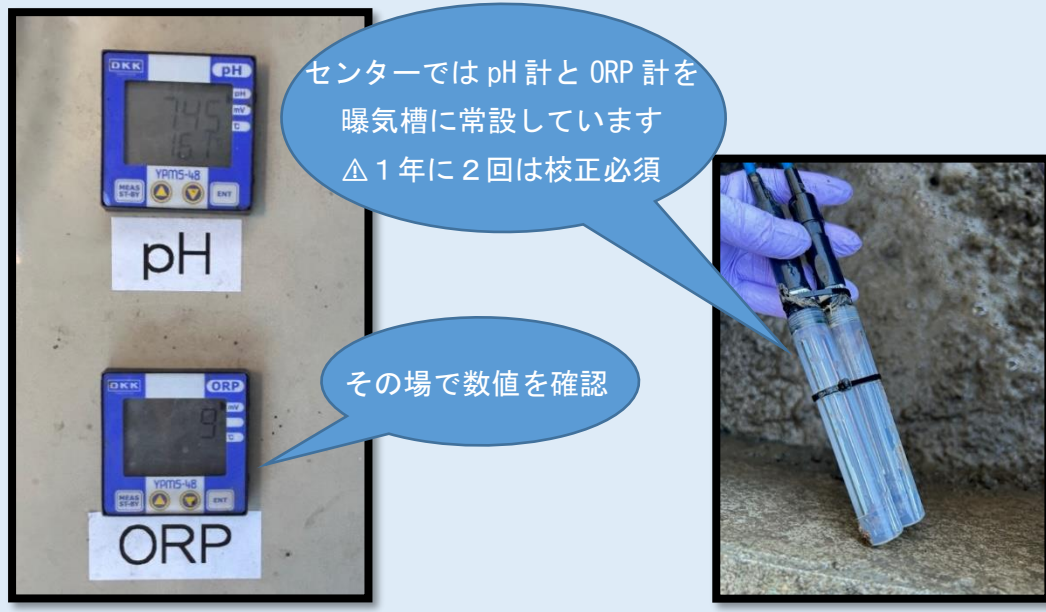 DKK
pH
pH
mV
℃
7.45
16.7
YPM5-48
MEAS
ST-BY
ENT
pH
DKK
ORP
mV
℃
9
YPM5-48
MEAS
ST-BY
ENT
ORP
センターではpH計とORP計を
曝気槽に常設しています
⚠１年に２回は校正必須
その場で数値を確認